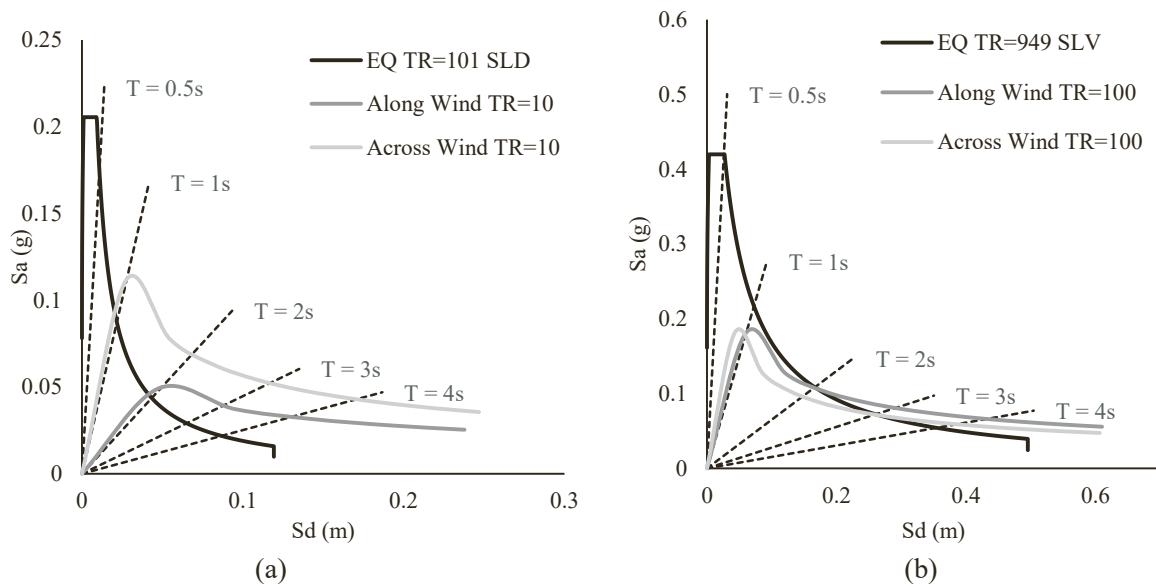 0.25
0.2
0.15
0.1
0.05
0
Sa (g)
EQ TR=101 SLD
Along Wind TR=10
Across Wind TR=10
T = 0.5s
T = 1s
T = 2s
T = 3s
T = 4s
0 0.1 0.2 0.3
Sd (m)
(a)
0.6
0.5
0.4
0.3
0.2
0.1
0
Sa (g)
EQ TR=949 SLV
Along Wind TR=100
Across Wind TR=100
T = 0.5s
T = 1s
T = 2s
T = 3s
T = 4s
0 0.2 0.4 0.6
Sd (m)
(b)